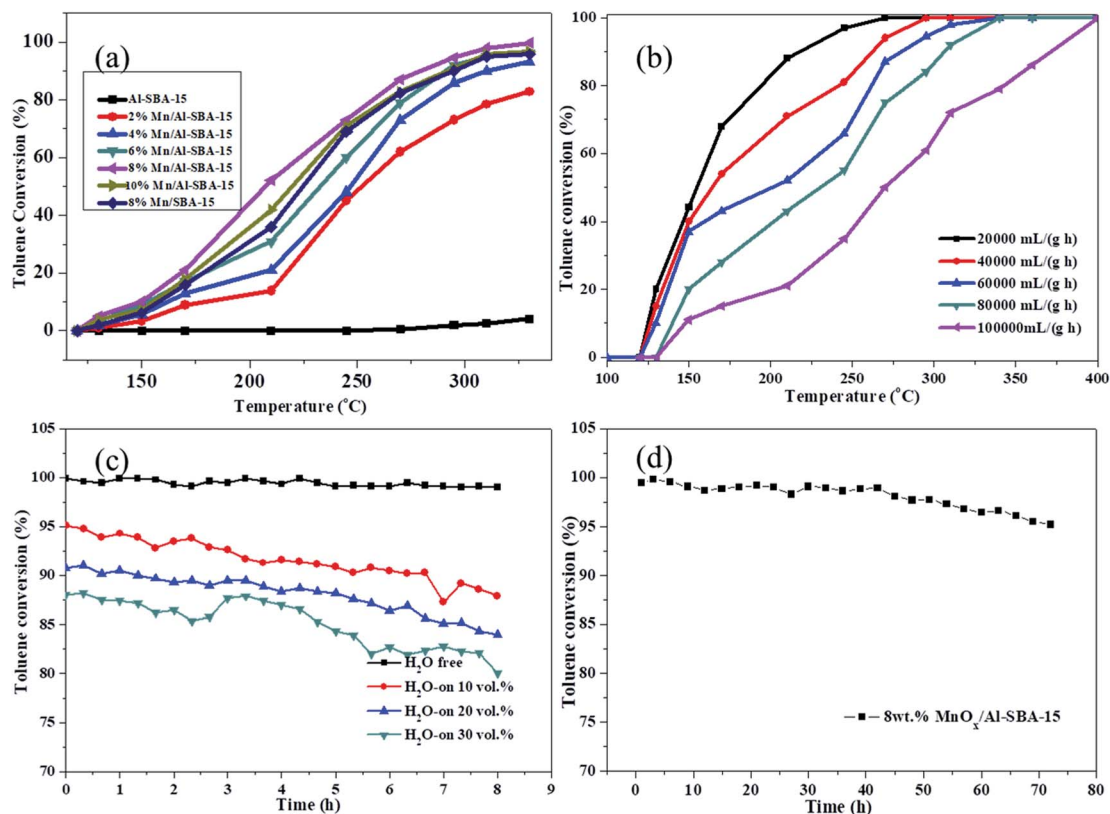 (a)
Toluene Conversion (%)
100
80
60
40
20
0
Al-SBA-15
2% Mn/Al-SBA-15
4% Mn/Al-SBA-15
6% Mn/Al-SBA-15
8% Mn/Al-SBA-15
10% Mn/Al-SBA-15
8% Mn/SBA-15
150 200 250 300
Temperature (°C)
(b)
Toluene conversion (%)
100
80
60
40
20
0
20000 mL/(g h)
40000 mL/(g h)
60000 mL/(g h)
80000 mL/(g h)
100000mL/(g h)
100 150 200 250 300 350 400
Temperature (°C)
(c)
Toluene conversion (%)
105
100
95
90
85
80
75
70
H₂O free
H₂O-on 10 vol.%
H₂O-on 20 vol.%
H₂O-on 30 vol.%
0 1 2 3 4 5 6 7 8 9
Time (h)
(d)
Toluene conversion (%)
105
100
95
90
85
80
75
70
8wt.% MnOₓ/Al-SBA-15
0 10 20 30 40 50 60 70 80
Time (h)